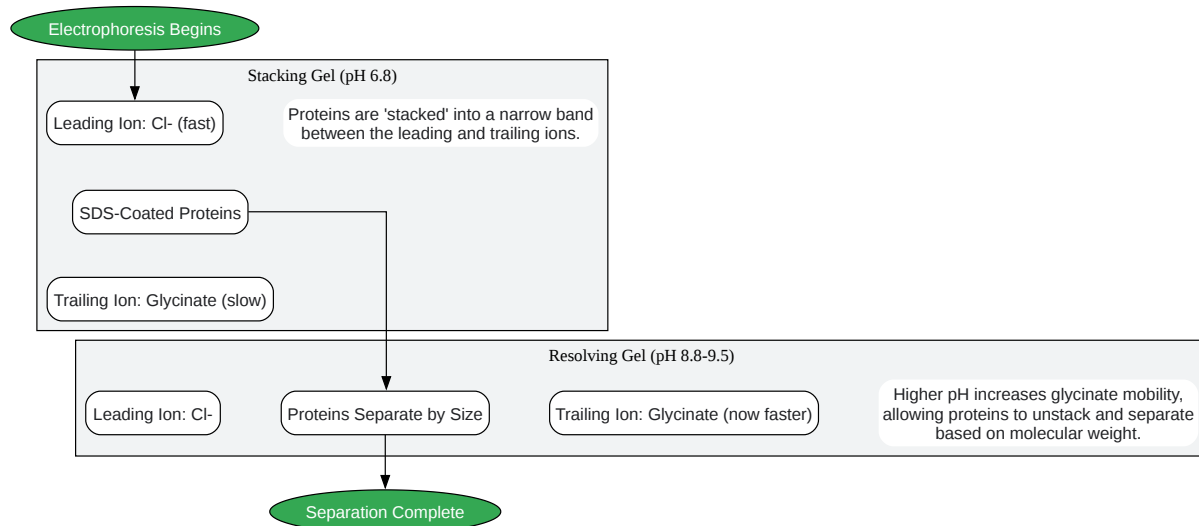 Electrophoresis Begins
Stacking Gel (pH 6.8)
Leading Ion: Cl- (fast)
Proteins are 'stacked' into a narrow band
between the leading and trailing ions.
SDS-Coated Proteins
Trailing Ion: Glycinate (slow)
Resolving Gel (pH 8.8-9.5)
Leading Ion: Cl-
Proteins Separate by Size
Trailing Ion: Glycinate (now faster)
Higher pH increases glycinate mobility,
allowing proteins to unstack and separate
based on molecular weight.
Separation Complete